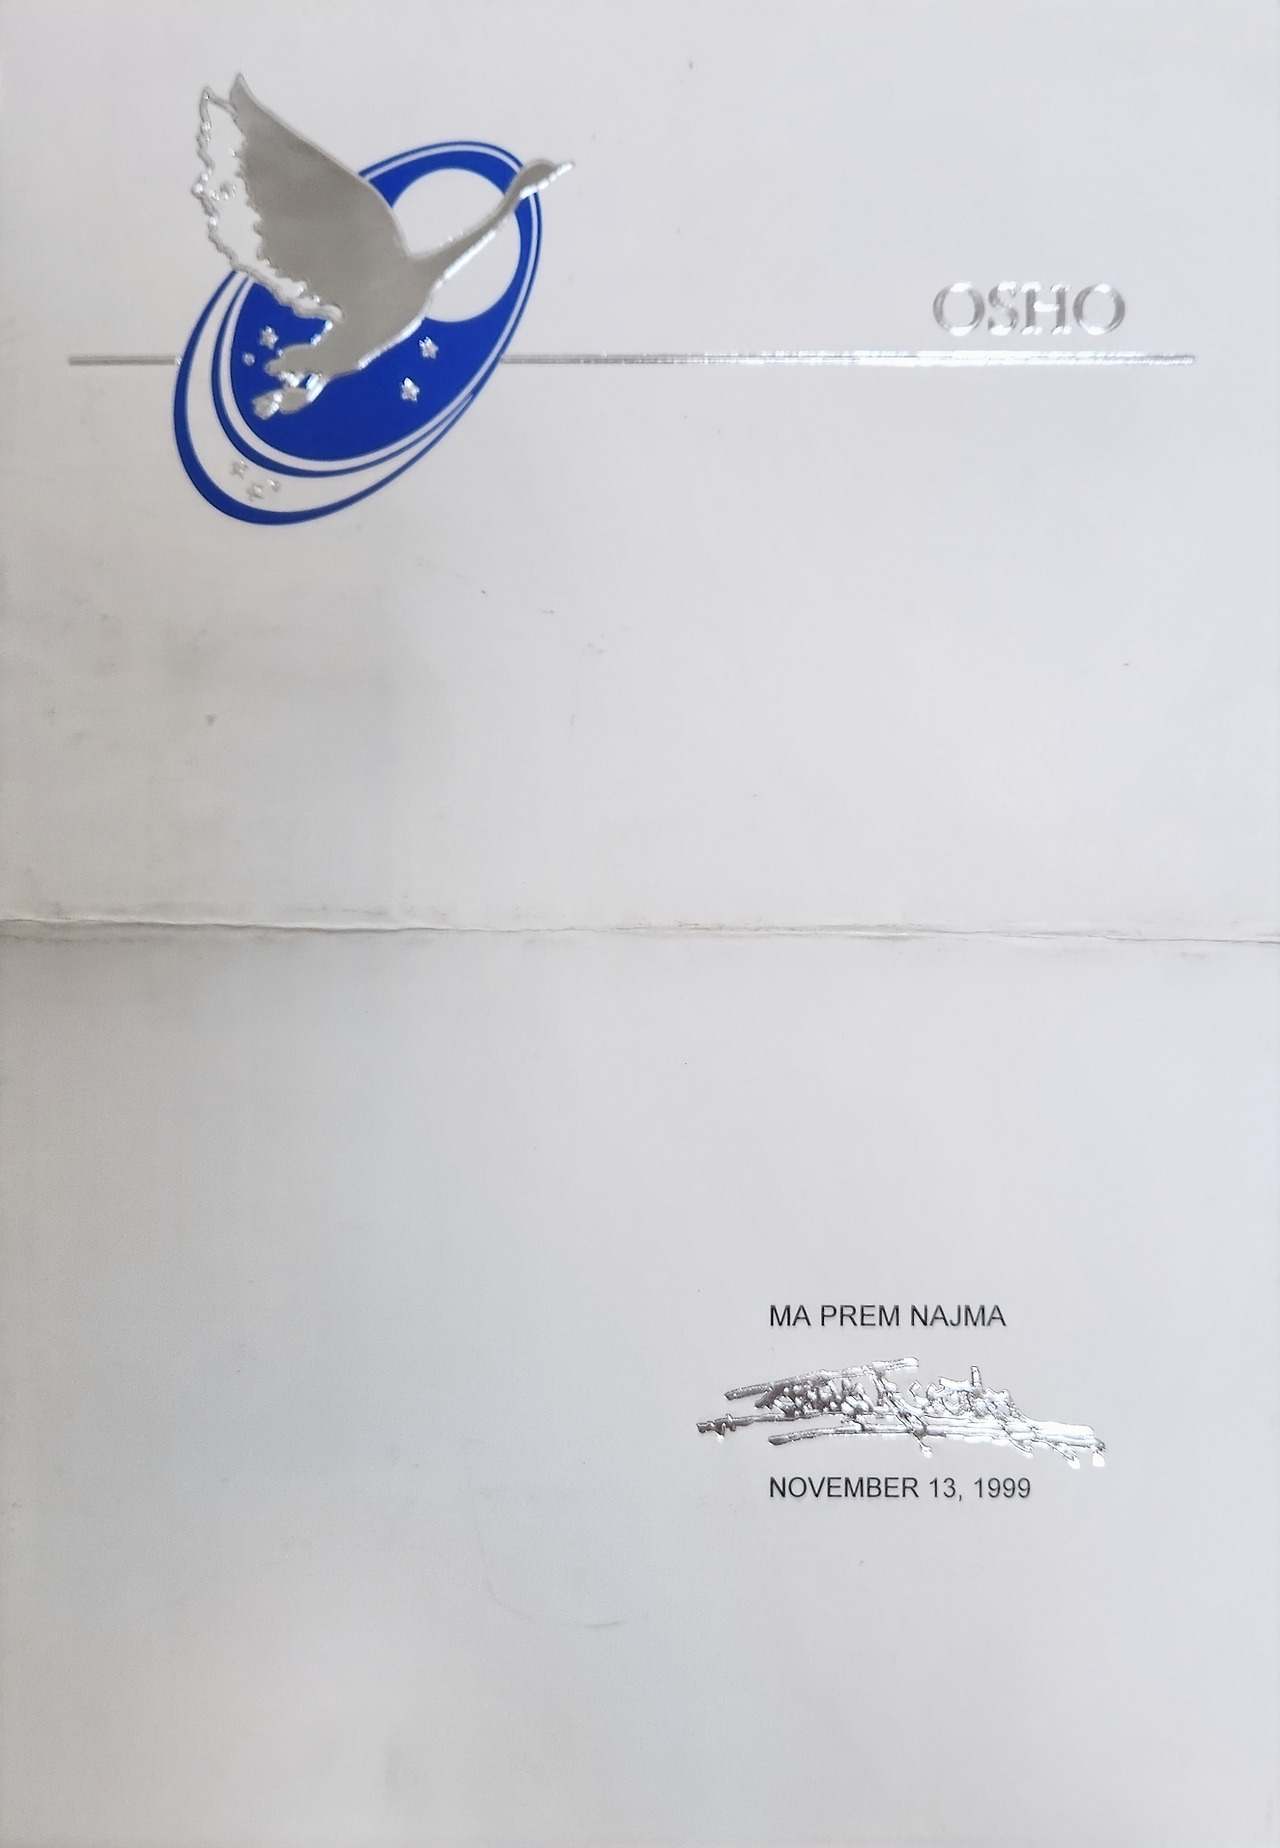 OSHO
MA PREM NAJMA
NOVEMBER 13, 1999